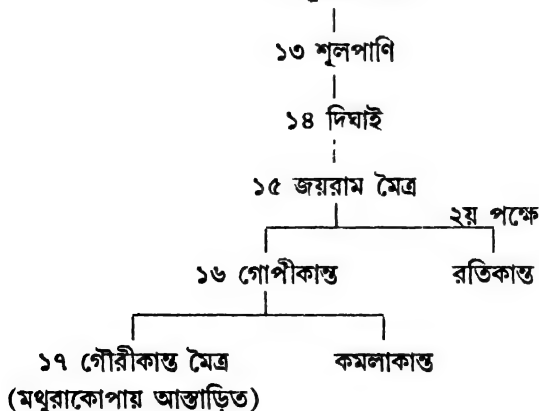 ১৩ শূলপাণি
১৪ দিঘাই
১৫ জয়রাম মৈত্র
২য় পক্ষে
১৬ গোপীকান্ত রতিকান্ত
১৭ গৌরীকান্ত মৈত্র কমলাকান্ত
(মথুরাকোপায় আস্তাড়িত)